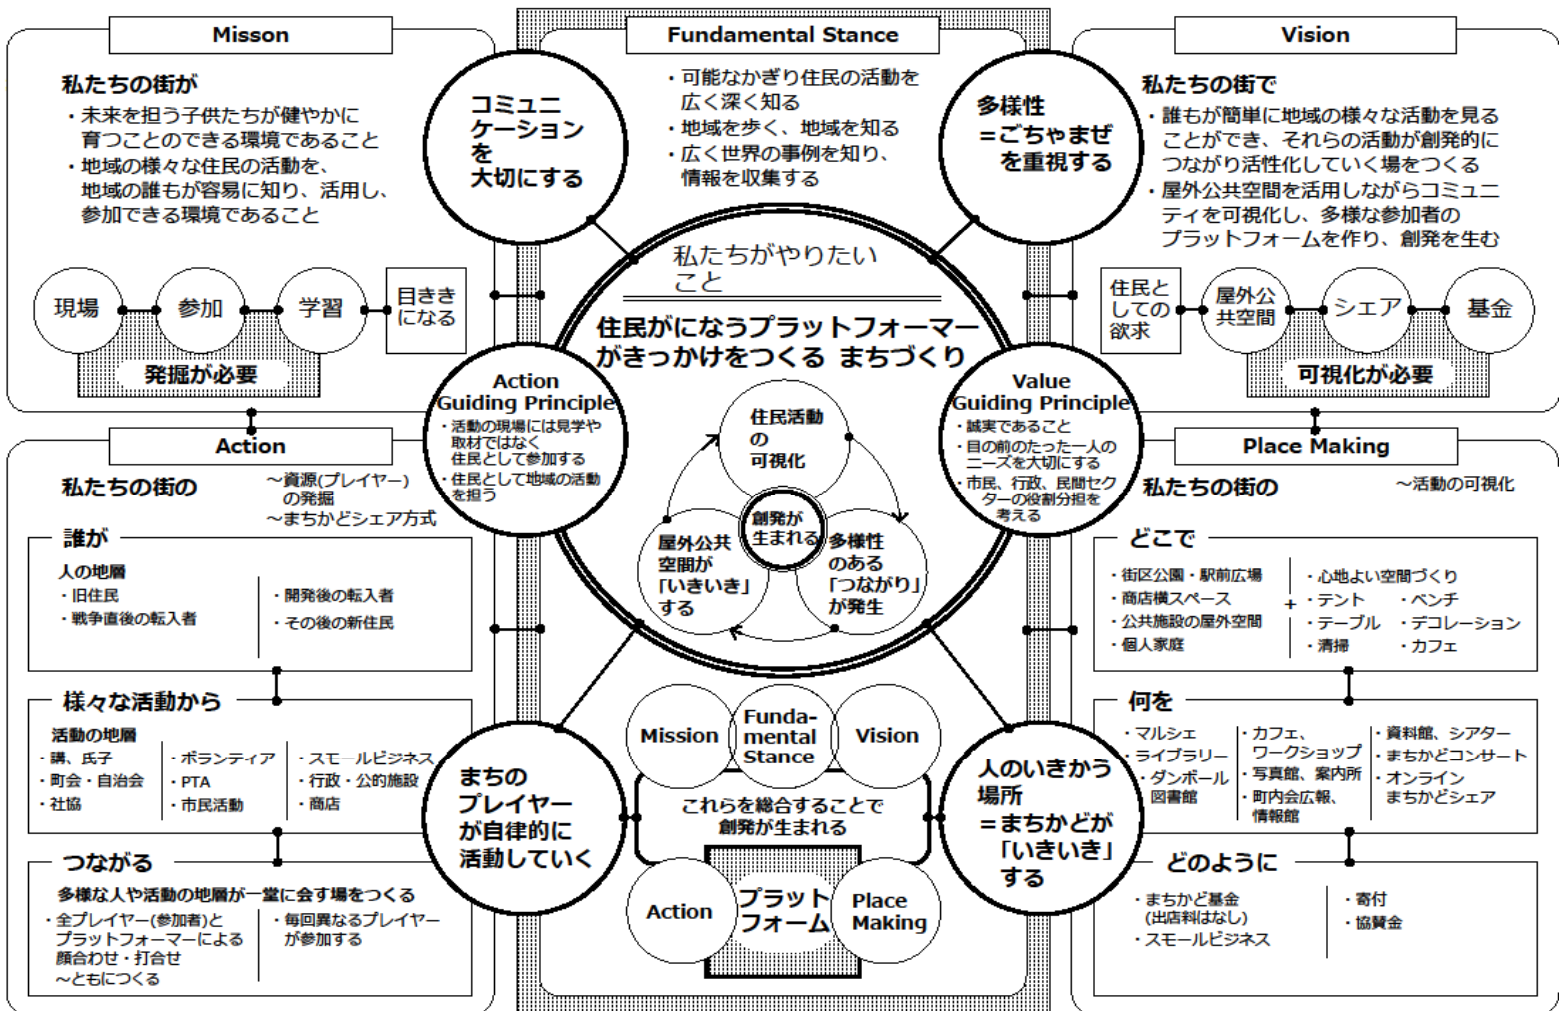 Misson
私たちの街が
・未来を担う子供たちが健やかに
育つことのできる環境であること
・地域の様々な住民の活動を、
地域の誰もが容易に知り、活用し、
参加できる環境であること
現場
参加
学習
目きき
になる
発掘が必要
コミュニ
ケーション
を
大切にする
Fundamental Stance
・可能なかぎり住民の活動を
広く深く知る
・地域を歩く、地域を知る
・広く世界の事例を知り、
情報を収集する
多様性
＝ごちゃまぜ
を重視する
Vision
私たちの街で
・誰もが簡単に地域の様々な活動を見る
ことができ、それらの活動が創発的に
つながり活性化していく場をつくる
・屋外公共空間を活用しながらコミュニ
ティを可視化し、多様な参加者の
プラットフォームを作り、創発を生む
住民と
しての
欲求
屋外公
共空間
シェア
基金
可視化が必要
私たちがやりたい
こと
住民がになうプラットフォーマー
がきっかけをつくる まちづくり
住民活動
の
可視化
創発が
生まれる
屋外公共
空間が
「いきいき」
する
多様性
のある
「つながり」
が発生
Action
Guiding Principle
・活動の現場には見学や
取材ではなく
住民として参加する
・住民として地域の活動
を担う
Value
Guiding Principle
・誠実であること
・目の前のたった一人の
ニーズを大切にする
・市民、行政、民間セク
ターの役割分担を
考える
Action
私たちの街の
～資源(プレイヤー)
の発掘
～まちかどシェア方式
誰が
人の地層
・旧住民
・戦争直後の転入者
・開発後の転入者
・その後の新住民
様々な活動から
活動の地層
・講、氏子
・町会・自治会
・社協
・ボランティア
・PTA
・市民活動
・スモールビジネス
・行政・公的施設
・商店
つながる
多様な人や活動の地層が一堂に会す場をつくる
・全プレイヤー(参加者)と
プラットフォーマーによる
顔合わせ・打合せ
～ともにつくる
・毎回異なるプレイヤー
が参加する
まちの
プレイヤー
が自律的に
活動していく
Mission
Funda-
mental
Stance
Vision
これらを総合することで
創発が生まれる
Action
プラット
フォーム
Place
Making
人のいきかう
場所
＝まちかどが
「いきいき」
する
Place Making
私たちの街の
～活動の可視化
どこで
・街区公園・駅前広場
・商店横スペース
・公共施設の屋外空間
・個人家庭
+
・心地よい空間づくり
・テント
・ベンチ
・テーブル
・デコレーション
・清掃
・カフェ
何を
・マルシェ
・ライブラリー
・ダンボール
図書館
・カフェ、
ワークショップ
・写真館、案内所
・町内会広報、
情報館
・資料館、シアター
・まちかどコンサート
・オンライン
まちかどシェア
どのように
・まちかど基金
(出店料はなし)
・スモールビジネス
・寄付
・協賛金